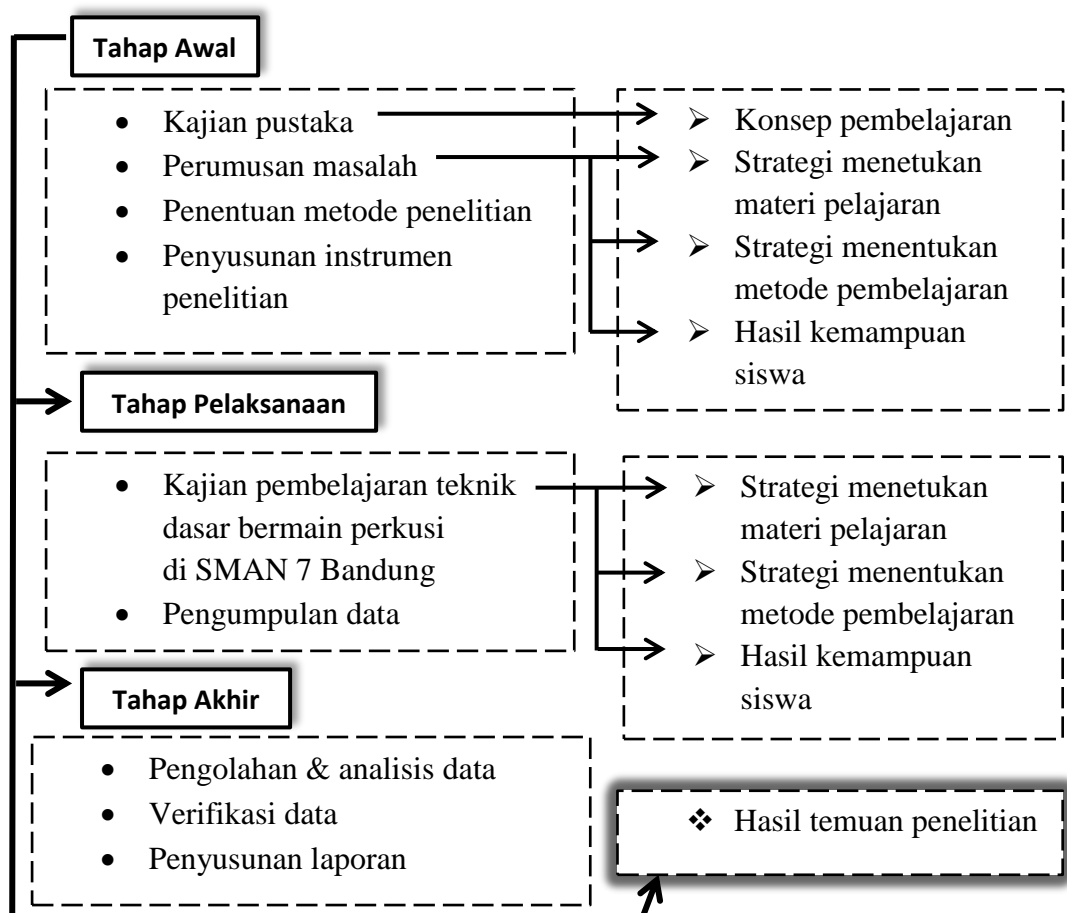 Tahap Awal
• Kajian pustaka
• Perumusan masalah
• Penentuan metode penelitian
• Penyusunan instrumen
penelitian
➢ Konsep pembelajaran
➢ Strategi menetukan
materi pelajaran
➢ Strategi menentukan
metode pembelajaran
➢ Hasil kemampuan
siswa
Tahap Pelaksanaan
• Kajian pembelajaran teknik
dasar bermain perkusi
di SMAN 7 Bandung
• Pengumpulan data
➢ Strategi menetukan
materi pelajaran
➢ Strategi menentukan
metode pembelajaran
➢ Hasil kemampuan
siswa
Tahap Akhir
• Pengolahan & analisis data
• Verifikasi data
• Penyusunan laporan
❖ Hasil temuan penelitian